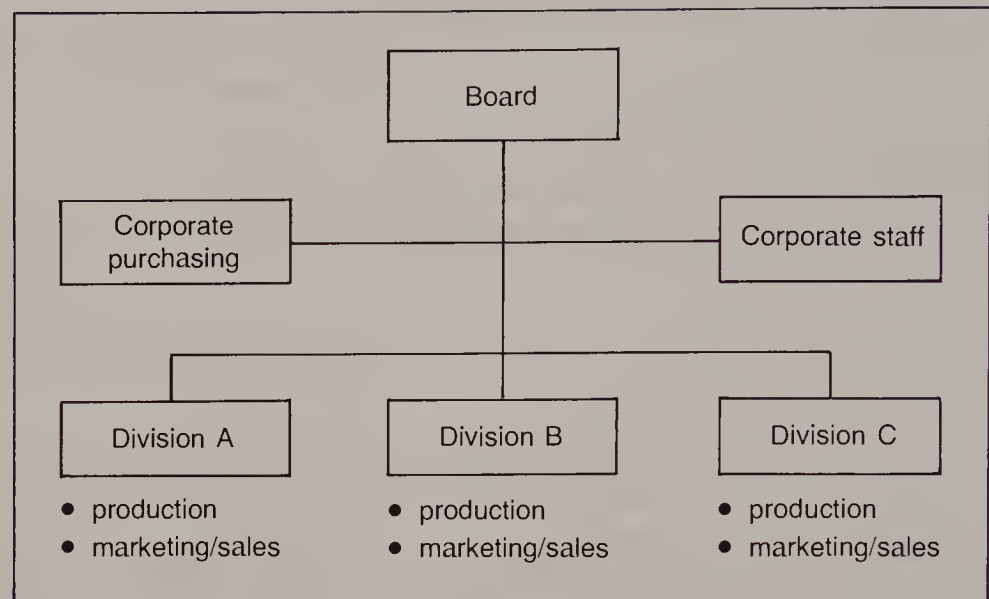 Board
Corporate
purchasing
Corporate staff
Division A
Division B
Division C
• production
• marketing/sales
• production
• marketing/sales
• production
• marketing/sales